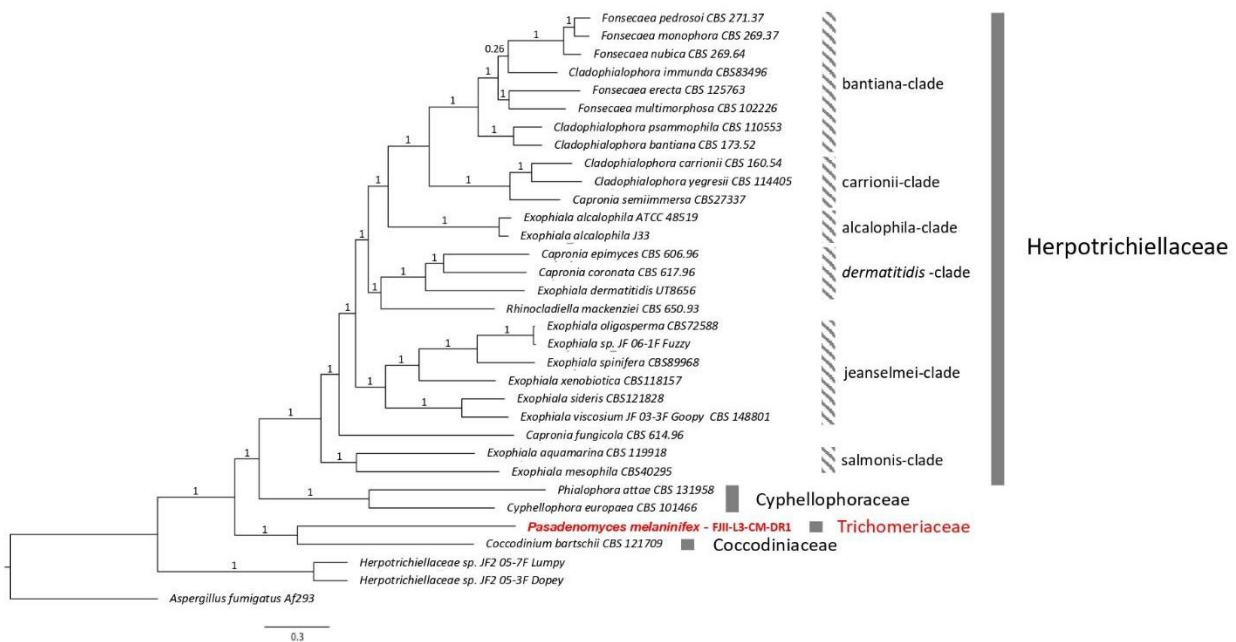 1
Fonsecaea pedrosoi CBS 271.37
1
Fonsecaea monophora CBS 269.37
0.26
Fonsecaea nubica CBS 269.64
1
Cladophialophora immunda CBS83496
1
Fonsecaea erecta CBS 125763
bantiana-clade
1
Fonsecaea multimorphosa CBS 102226
1
Cladophialophora psammophila CBS 110553
1
Cladophialophora bantiana CBS 173.52
1
Cladophialophora carrionii CBS 160.54
1
Cladophialophora yegresii CBS 114405
carrionii-clade
1
Capronia semiimmersa CBS27337
1
Exophiala alcalophila ATCC 48519
alcalophila-clade
1
Exophiala alcalophila J33
Herpotrichiellaceae
1
Capronia epimyces CBS 606.96
1
Capronia coronata CBS 617.96
dermatitidis -clade
1
Exophiala dermatitidis UT8656
1
Rhinocladiella mackenziei CBS 650.93
1
Exophiala oligosperma CBS72588
1
Exophiala sp. JF 06-1F Fuzzy
1
Exophiala spinifera CBS89968
jeanselmei-clade
1
Exophiala xenobiotica CBS118157
1
Exophiala sideris CBS121828
1
Exophiala viscosium JF 03-3F Goopy CBS 148801
1
Capronia fungicola CBS 614.96
1
Exophiala aquamarina CBS 119918
salmonis-clade
Exophiala mesophila CBS40295
1
Phialophora attae CBS 131958
Cyphellophoraceae
1
Cyphellophora europaea CBS 101466
1
Pasadenomyces melaninifex - FJII-L3-CM-DR1
Trichomeriaceae
Coccodinium bartschii CBS 121709
Coccodiniaceae
1
Herpotrichiellaceae sp. JF2 05-7F Lumpy
Herpotrichiellaceae sp. JF2 05-3F Dopey
Aspergillus fumigatus Af293
0.3